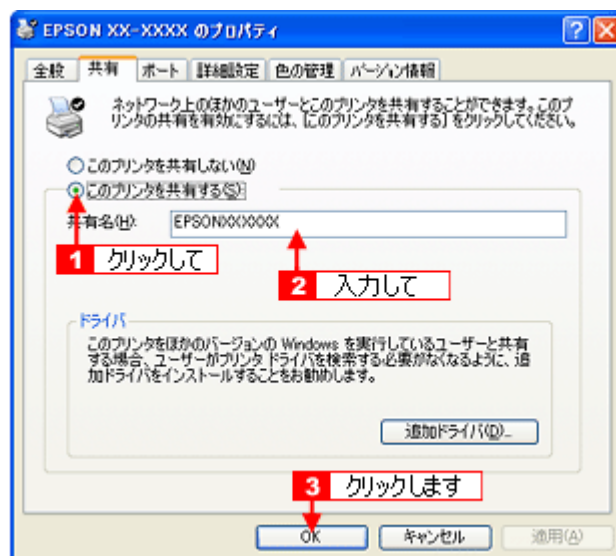 EPSON XX-XXXX のプロパティ
全般 共有 ポート 詳細設定 色の管理 バージョン情報
ネットワーク上のほかのユーザーとこのプリンタを共有することができます。このプ
リンタの共有を有効にするには、[このプリンタを共有する] をクリックしてください。
このプリンタを共有しない(N)
このプリンタを共有する(S)
共有名(H): EPSONXXXXXX
1 クリックして
2 入力して
ドライバ
このプリンタをほかのバージョンの Windows を実行しているユーザーと共有
する場合、ユーザーがプリンタ ドライバを検索する必要がなくなるように、追
加ドライバをインストールすることをお勧めします。
追加ドライバ(D)...
3 クリックします
OK キャンセル 適用(A)